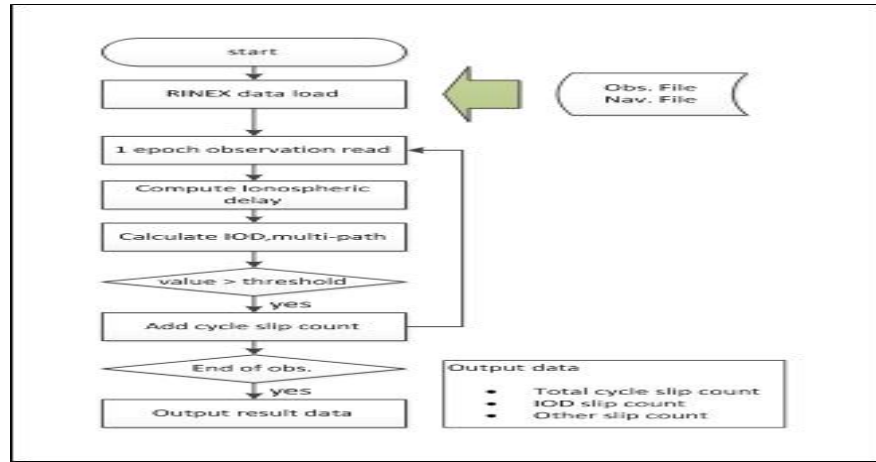 start
RINEX data load
Obs. File
Nav. File
1 epoch observation read
Compute Ionospheric
delay
Calculate IOD,multi-path
value > threshold
yes
Add cycle slip count
End of obs.
yes
Output result data
Output data
• Total cycle slip count
• IOD slip count
• Other slip count